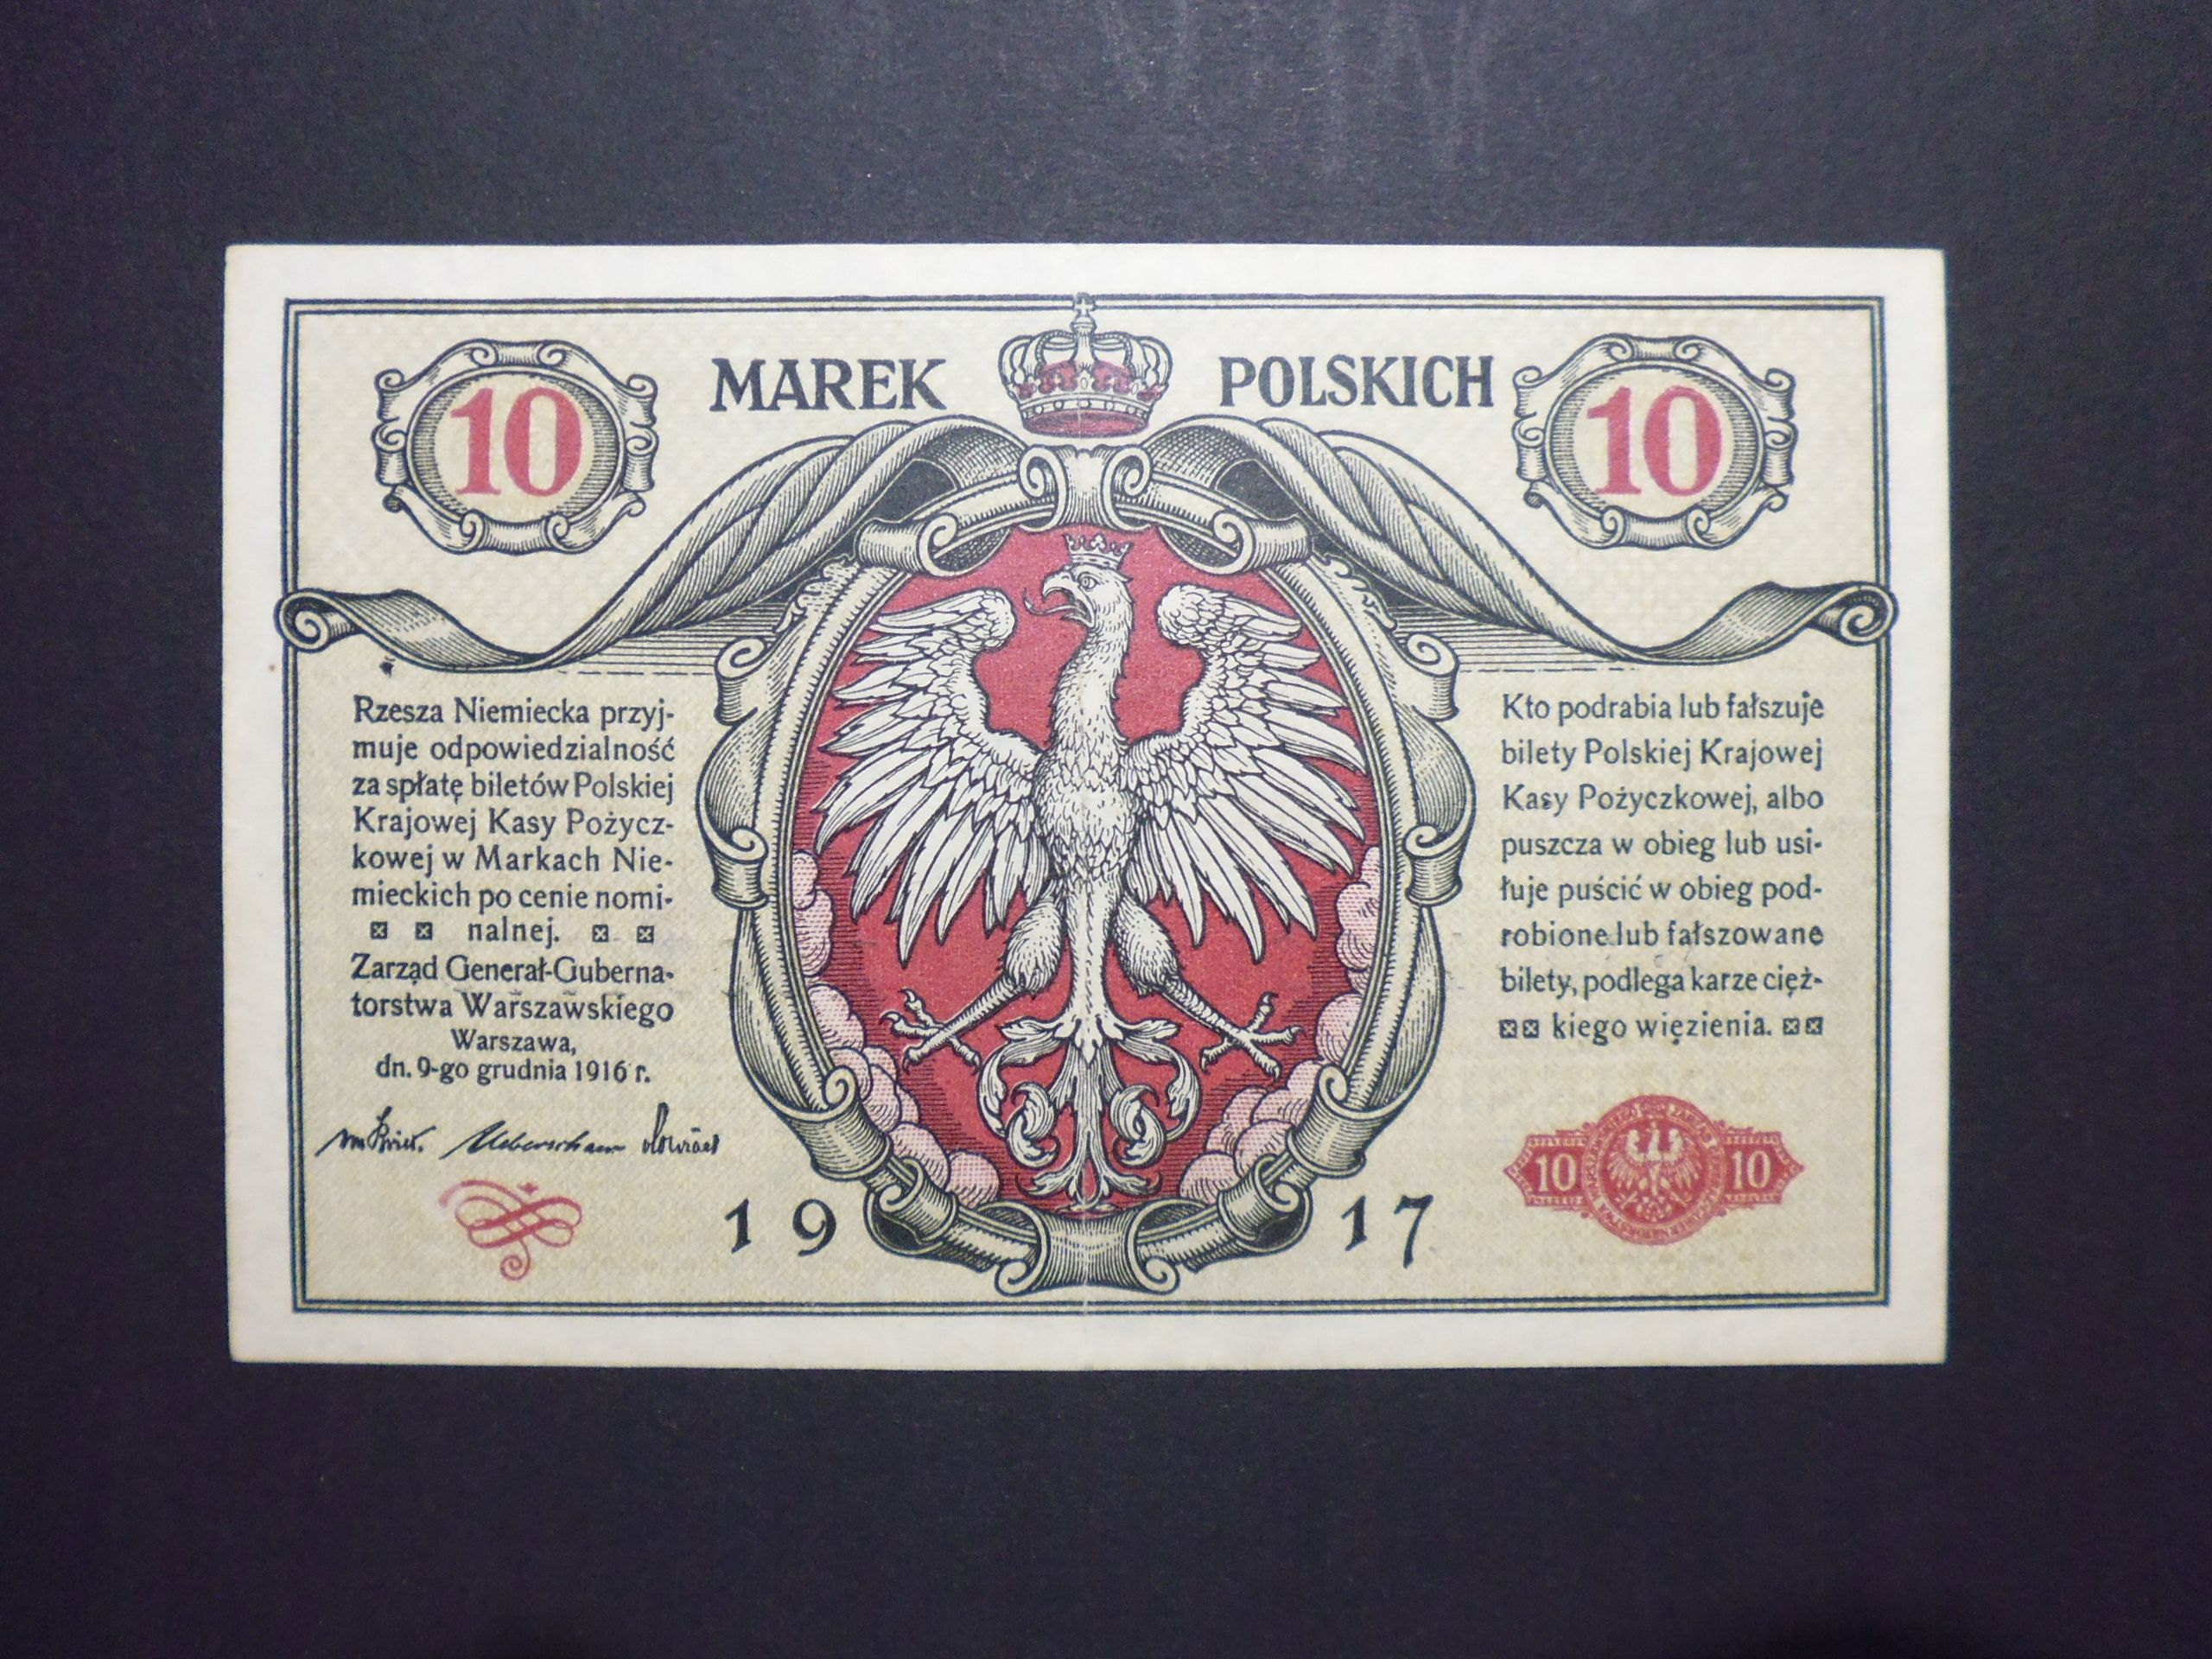 10 MAREK POLSKICH 10
Rzesza Niemiecka przyj-
muje odpowiedzialność
za spłatę biletów Polskiej
Krajowej Kasy Pożycz-
kowej w Markach Nie-
mieckich po cenie nomi-
nalnej.
Zarząd Generał-Guberna-
torstwa Warszawskiego
Warszawa,
dn. 9-go grudnia 1916 r.
Kto podrabia lub fałszuje
bilety Polskiej Krajowej
Kasy Pożyczkowej, albo
puszcza w obieg lub usi-
łuje puścić w obieg pod-
robione lub fałszowane
bilety, podlega karze cięż-
kiego więzienia.
10 10
1917